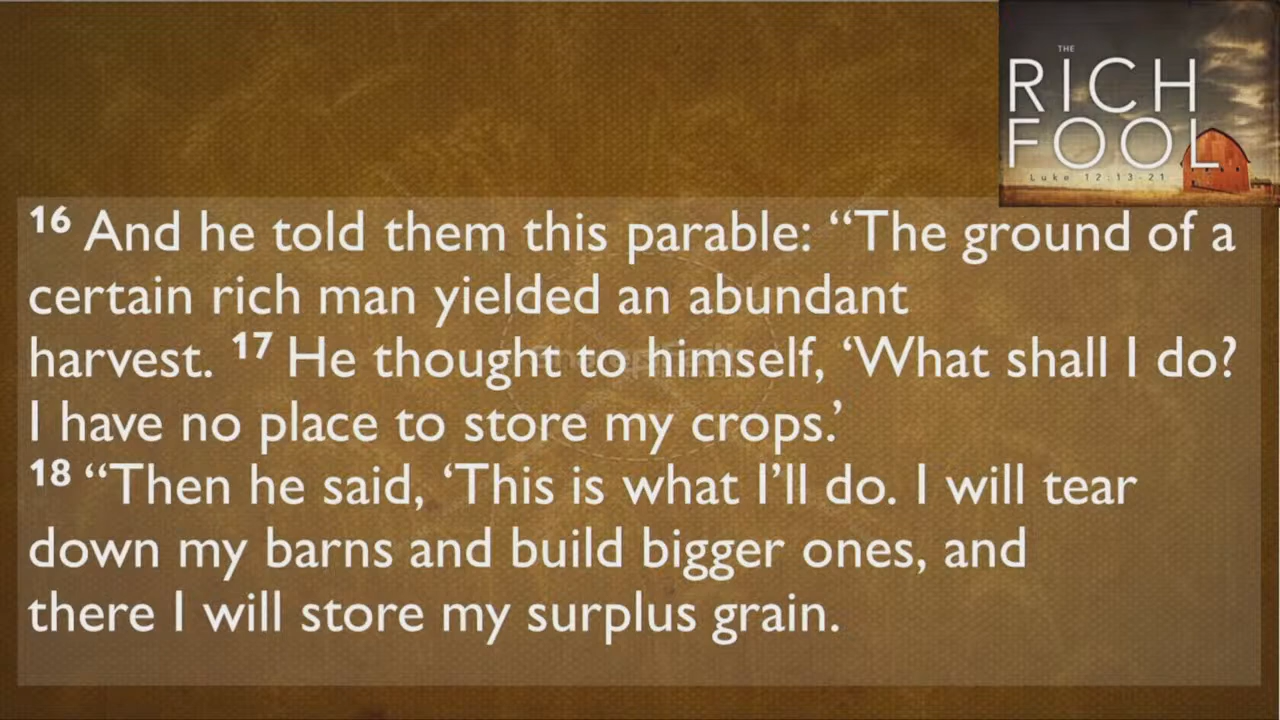 THE
RICH
FOOL
Luke 12:13-21
16 And he told them this parable: “The ground of a
certain rich man yielded an abundant
harvest. 17 He thought to himself, ‘What shall I do?
I have no place to store my crops.’
18 “Then he said, ‘This is what I’ll do. I will tear
down my barns and build bigger ones, and
there I will store my surplus grain.